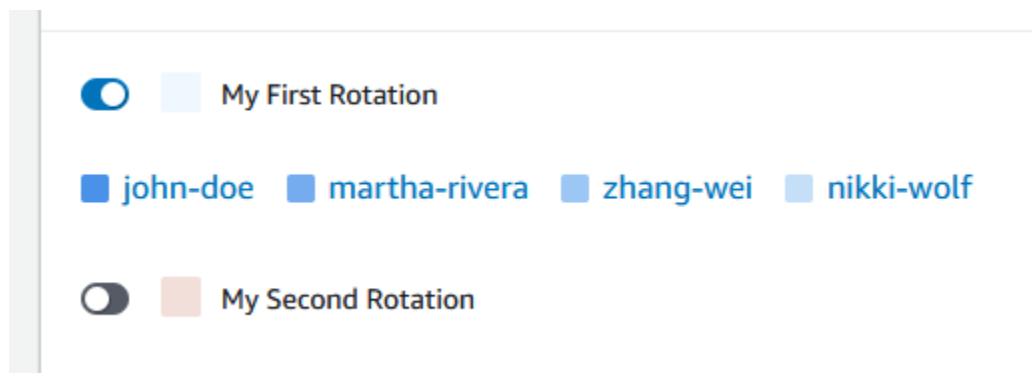 My First Rotation
john-doe martha-rivera zhang-wei nikki-wolf
My Second Rotation